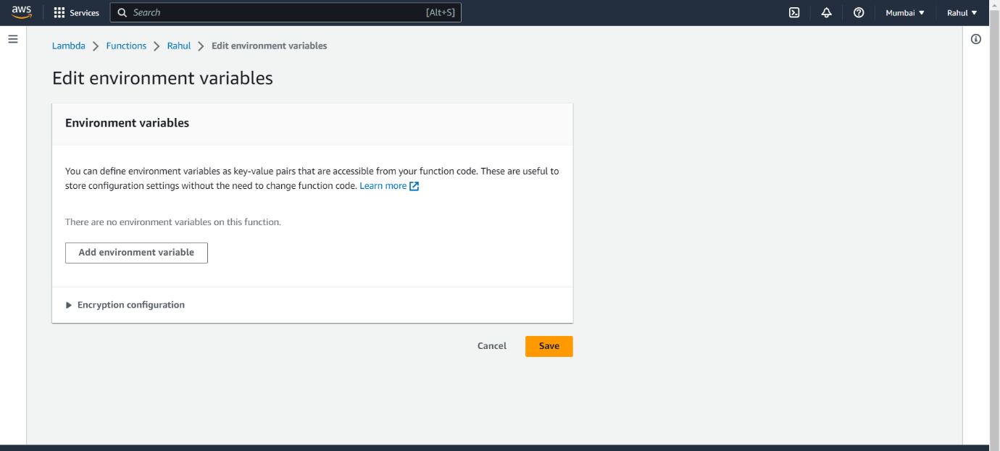 aws
Services
Search
[Alt+S]
Mumbai
Rahul
Lambda
Functions
Rahul
Edit environment variables
Edit environment variables
Environment variables
You can define environment variables as key-value pairs that are accessible from your function code. These are useful to
store configuration settings without the need to change function code. Learn more
There are no environment variables on this function.
Add environment variable
Encryption configuration
Cancel
Save